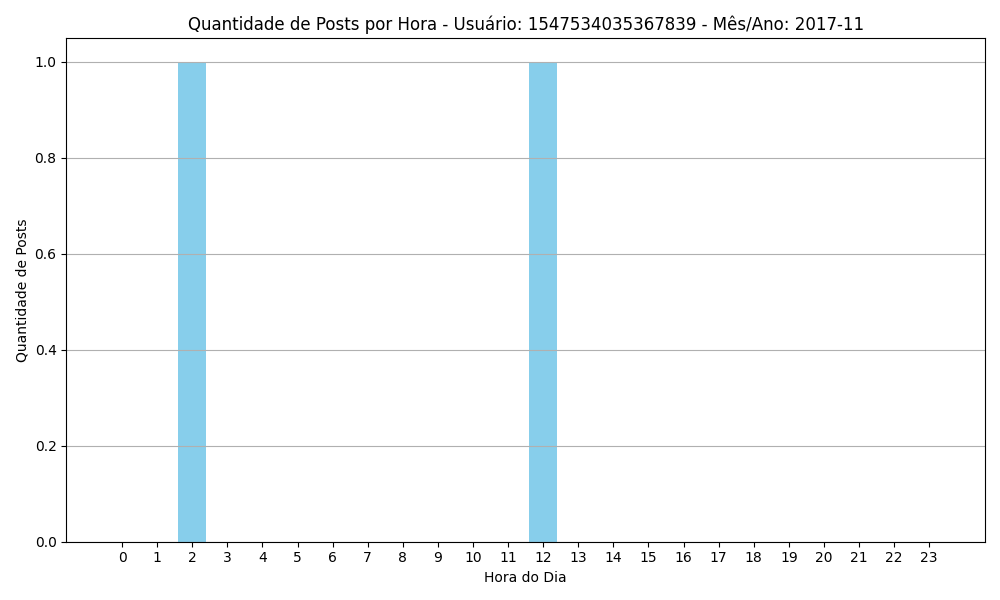 Quantidade de Posts por Hora - Usuário: 1547534035367839 - Mês/Ano: 2017-11
Quantidade de Posts
1.0
0.8
0.6
0.4
0.2
0.0
0 1 2 3 4 5 6 7 8 9 10 11 12 13 14 15 16 17 18 19 20 21 22 23
Hora do Dia